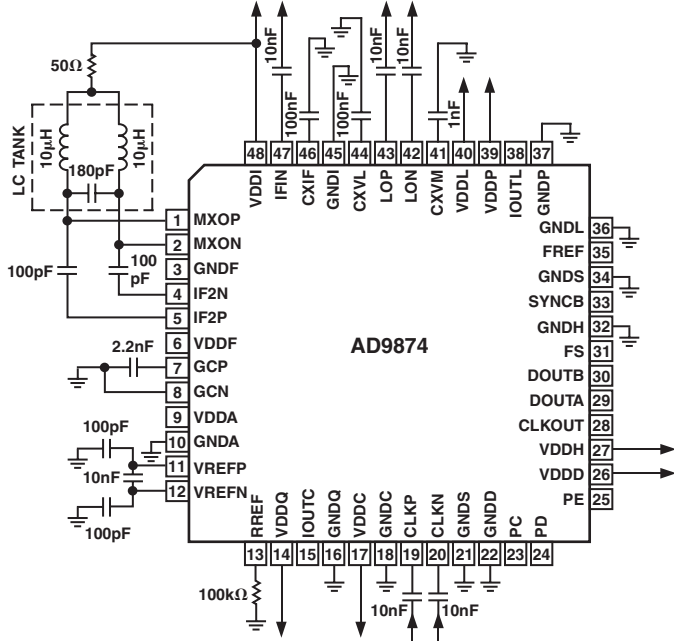 10nF
10nF
10nF
50Ω
100nF
100nF
1nF
LC TANK
10μH
180pF
10μH
48
47
46
45
44
43
42
41
40
39
38
37
VDDI
IFIN
CXIF
GNDI
CXVL
LOP
LON
CXVM
VDDL
VDDP
IOUTL
GNDP
1 MXOP
2 MXON
3 GNDF
4 IF2N
5 IF2P
6 VDDF
7 GCP
8 GCN
9 VDDA
10 GNDA
11 VREFP
12 VREFN
100pF
100
pF
2.2nF
100pF
10nF
100pF
AD9874
GNDL 36
FREF 35
GNDS 34
SYNCB 33
GNDH 32
FS 31
DOUTB 30
DOUTA 29
CLKOUT 28
VDDH 27
VDDD 26
PE 25
RREF
VDDQ
IOUTC
GNDQ
VDDC
GNDC
CLKP
CLKN
GNDS
GNDD
PC
PD
13
14
15
16
17
18
19
20
21
22
23
24
100kΩ
10nF
10nF